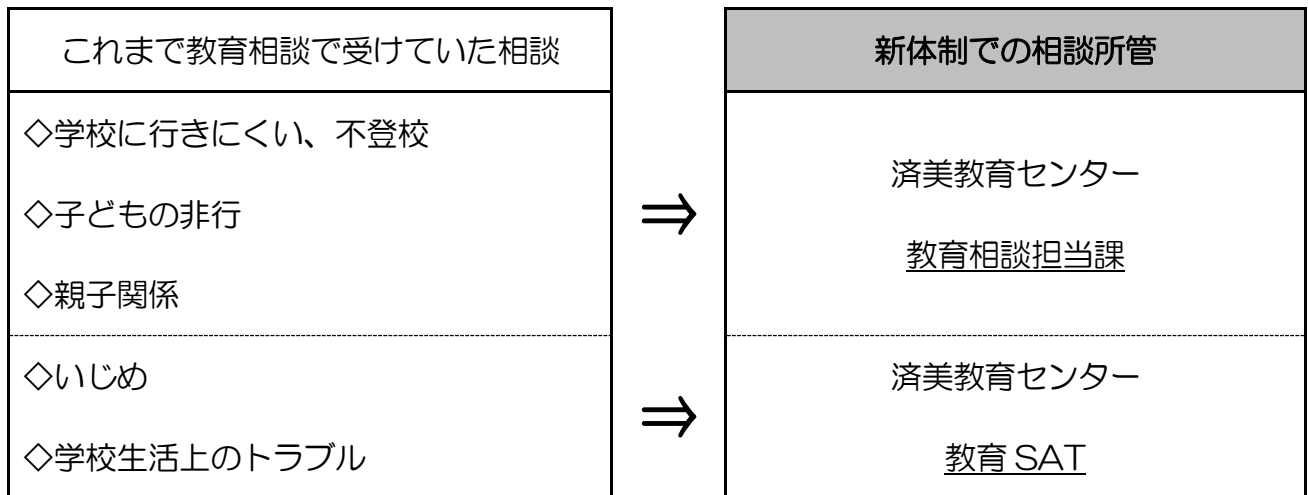 これまで教育相談で受けていた相談
新体制での相談所管
◇学校に行きにくい、不登校
◇子どもの非行
◇親子関係
⇒
済美教育センター
教育相談担当課
◇いじめ
◇学校生活上のトラブル
⇒
済美教育センター
教育SAT